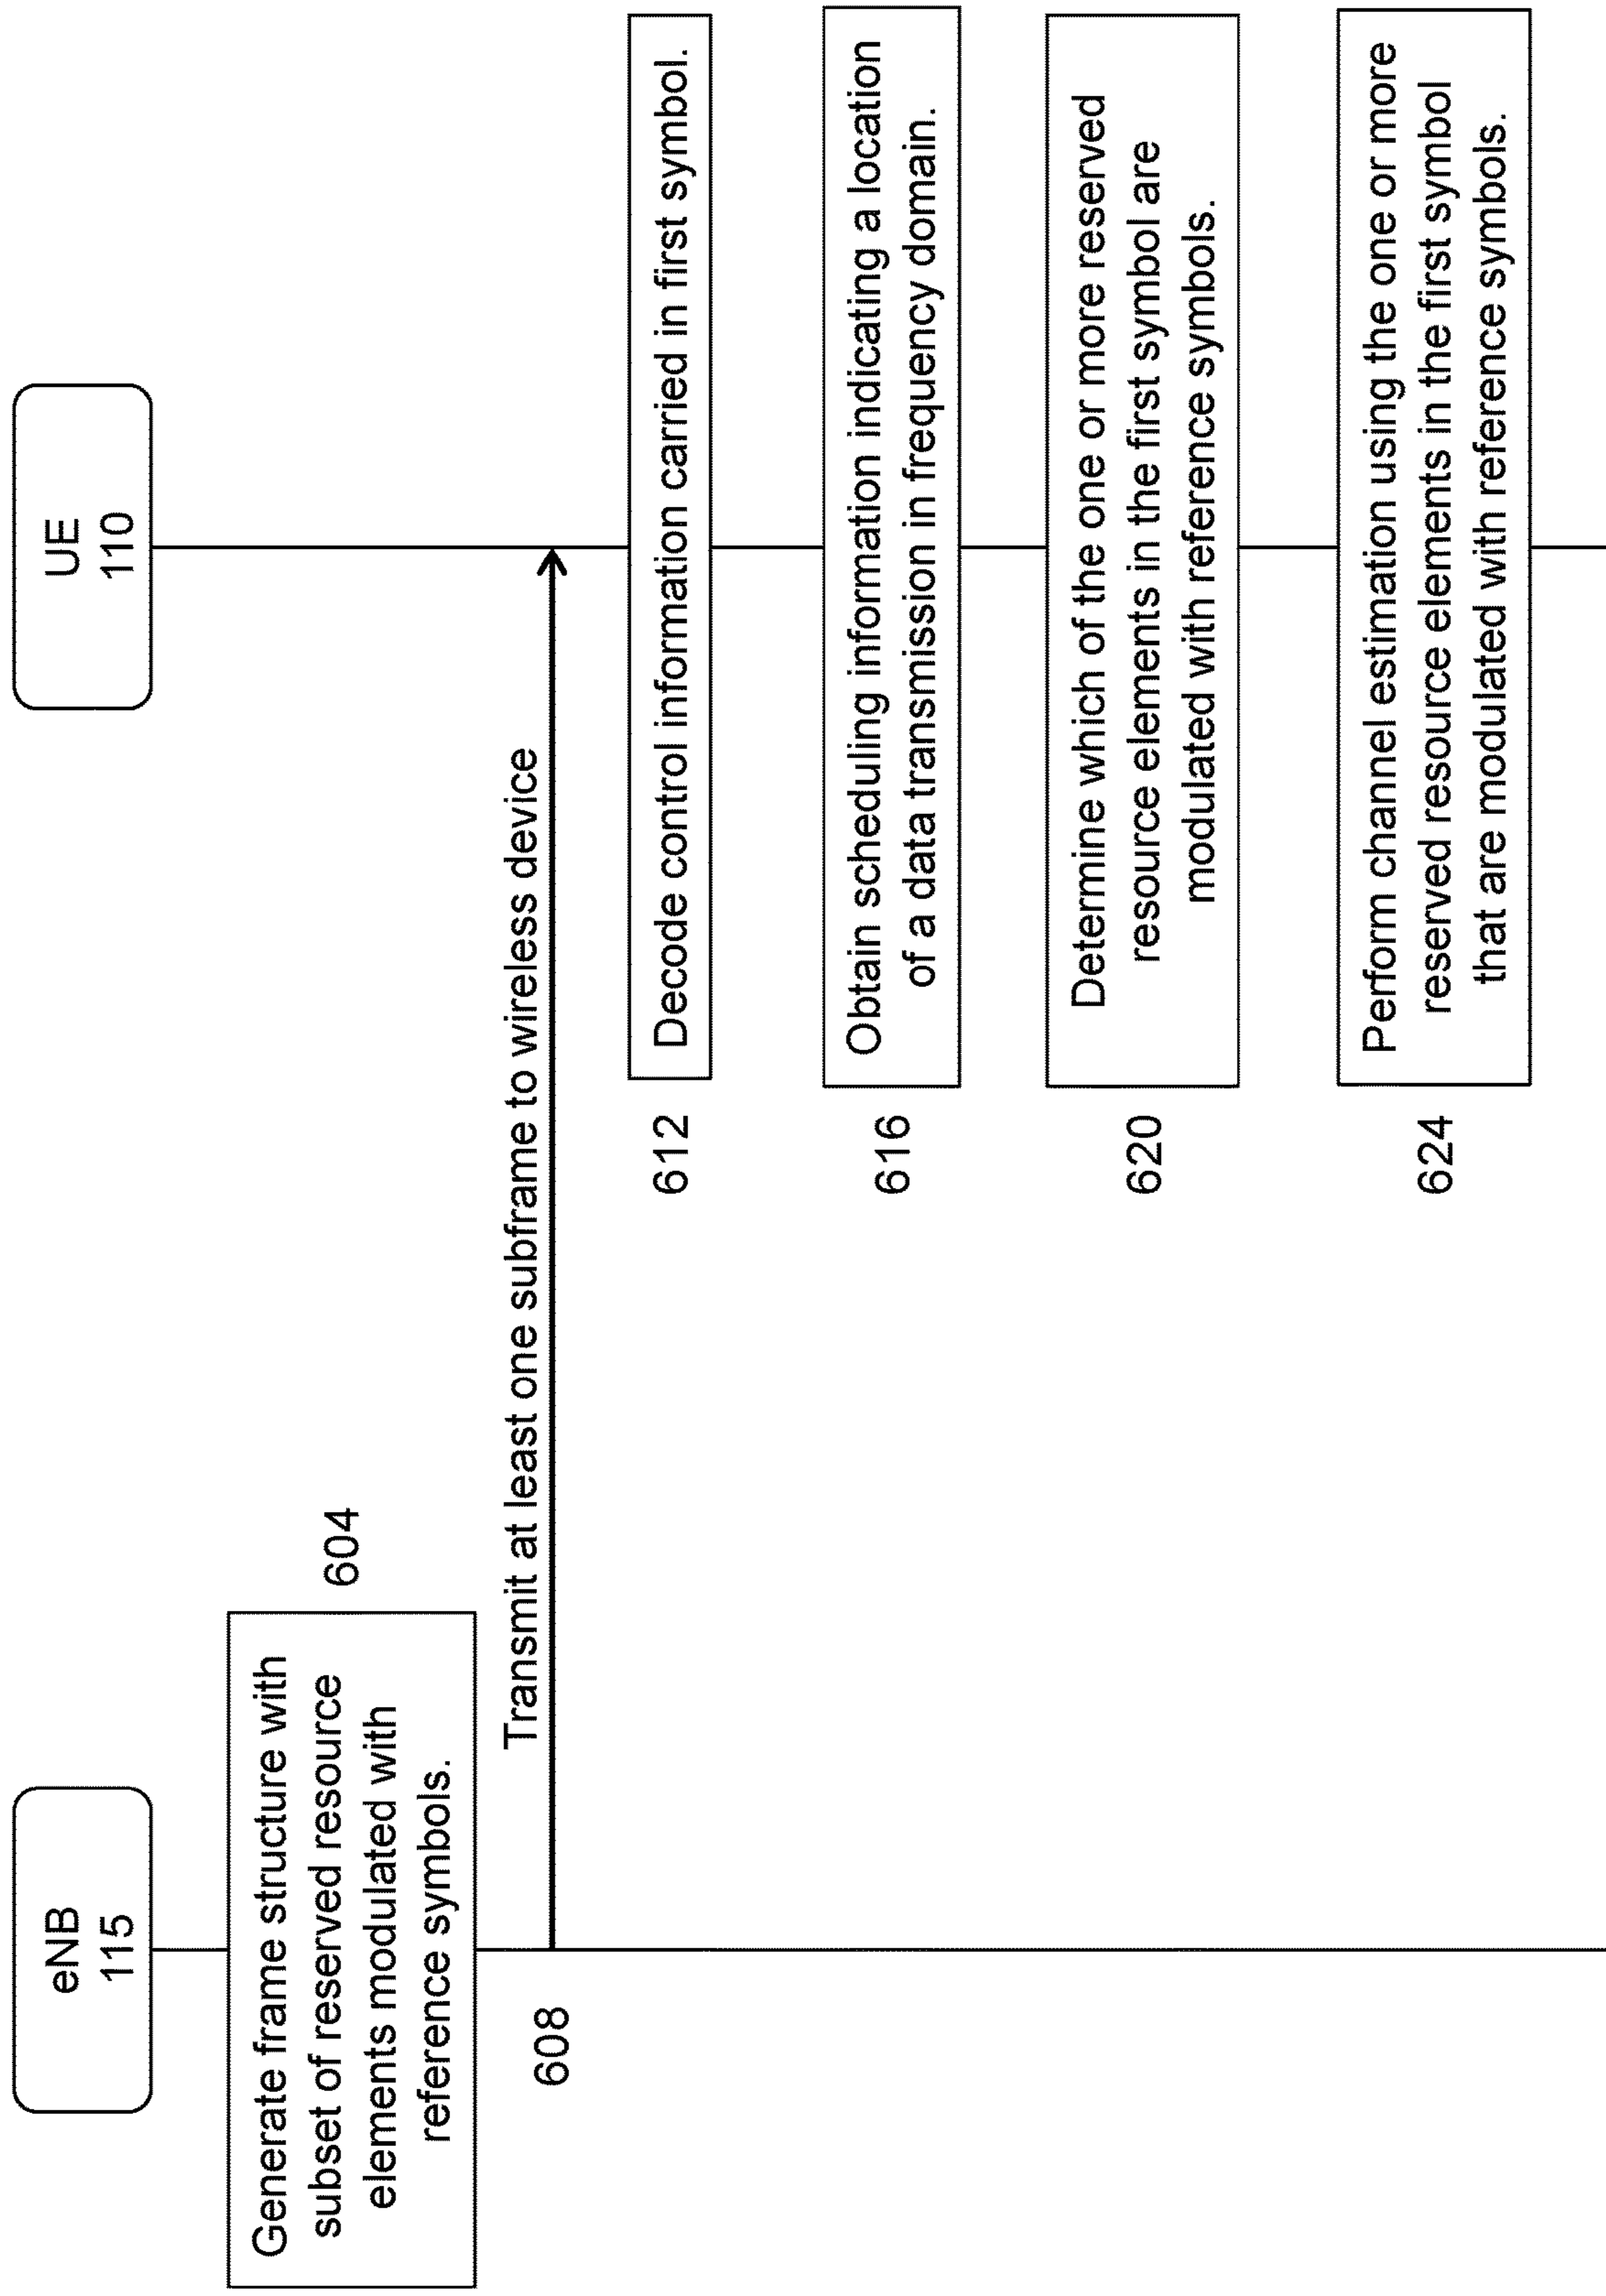 eNB
115
UE
110
Generate frame structure with
subset of reserved resource
elements modulated with
reference symbols.
604
Transmit at least one subframe to wireless device
608
612
Decode control information carried in first symbol.
616
Obtain scheduling information indicating a location
of a data transmission in frequency domain.
620
Determine which of the one or more reserved
resource elements in the first symbol are
modulated with reference symbols.
624
Perform channel estimation using the one or more
reserved resource elements in the first symbol
that are modulated with reference symbols.